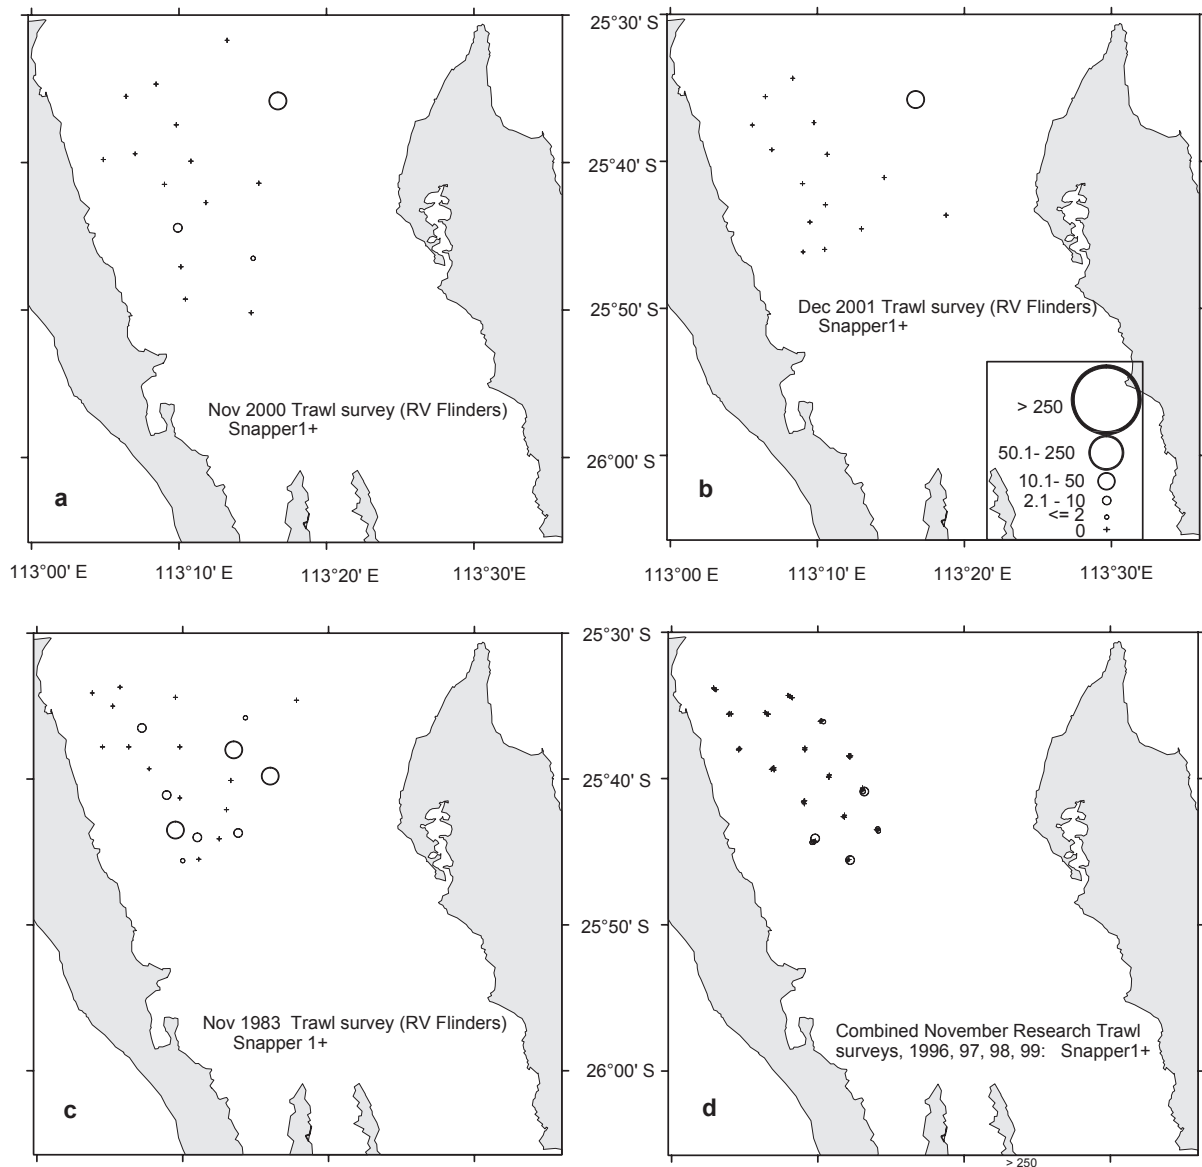 25°30' S
25°40' S
25°50' S
26°00' S
Nov 2000 Trawl survey (RV Flinders)
Snapper1+
a
113°00' E
113°10' E
113°20' E
113°30' E
Dec 2001 Trawl survey (RV Flinders)
Snapper1+
> 250
50.1- 250
10.1- 50
2.1 - 10
<= 2
0
b
113°00 E
113°10' E
113°20' E
113°30' E
25°30' S
25°40' S
25°50' S
26°00' S
Nov 1983 Trawl survey (RV Flinders)
Snapper 1+
c
Combined November Research Trawl
surveys, 1996, 97, 98, 99: Snapper1+
d
> 250